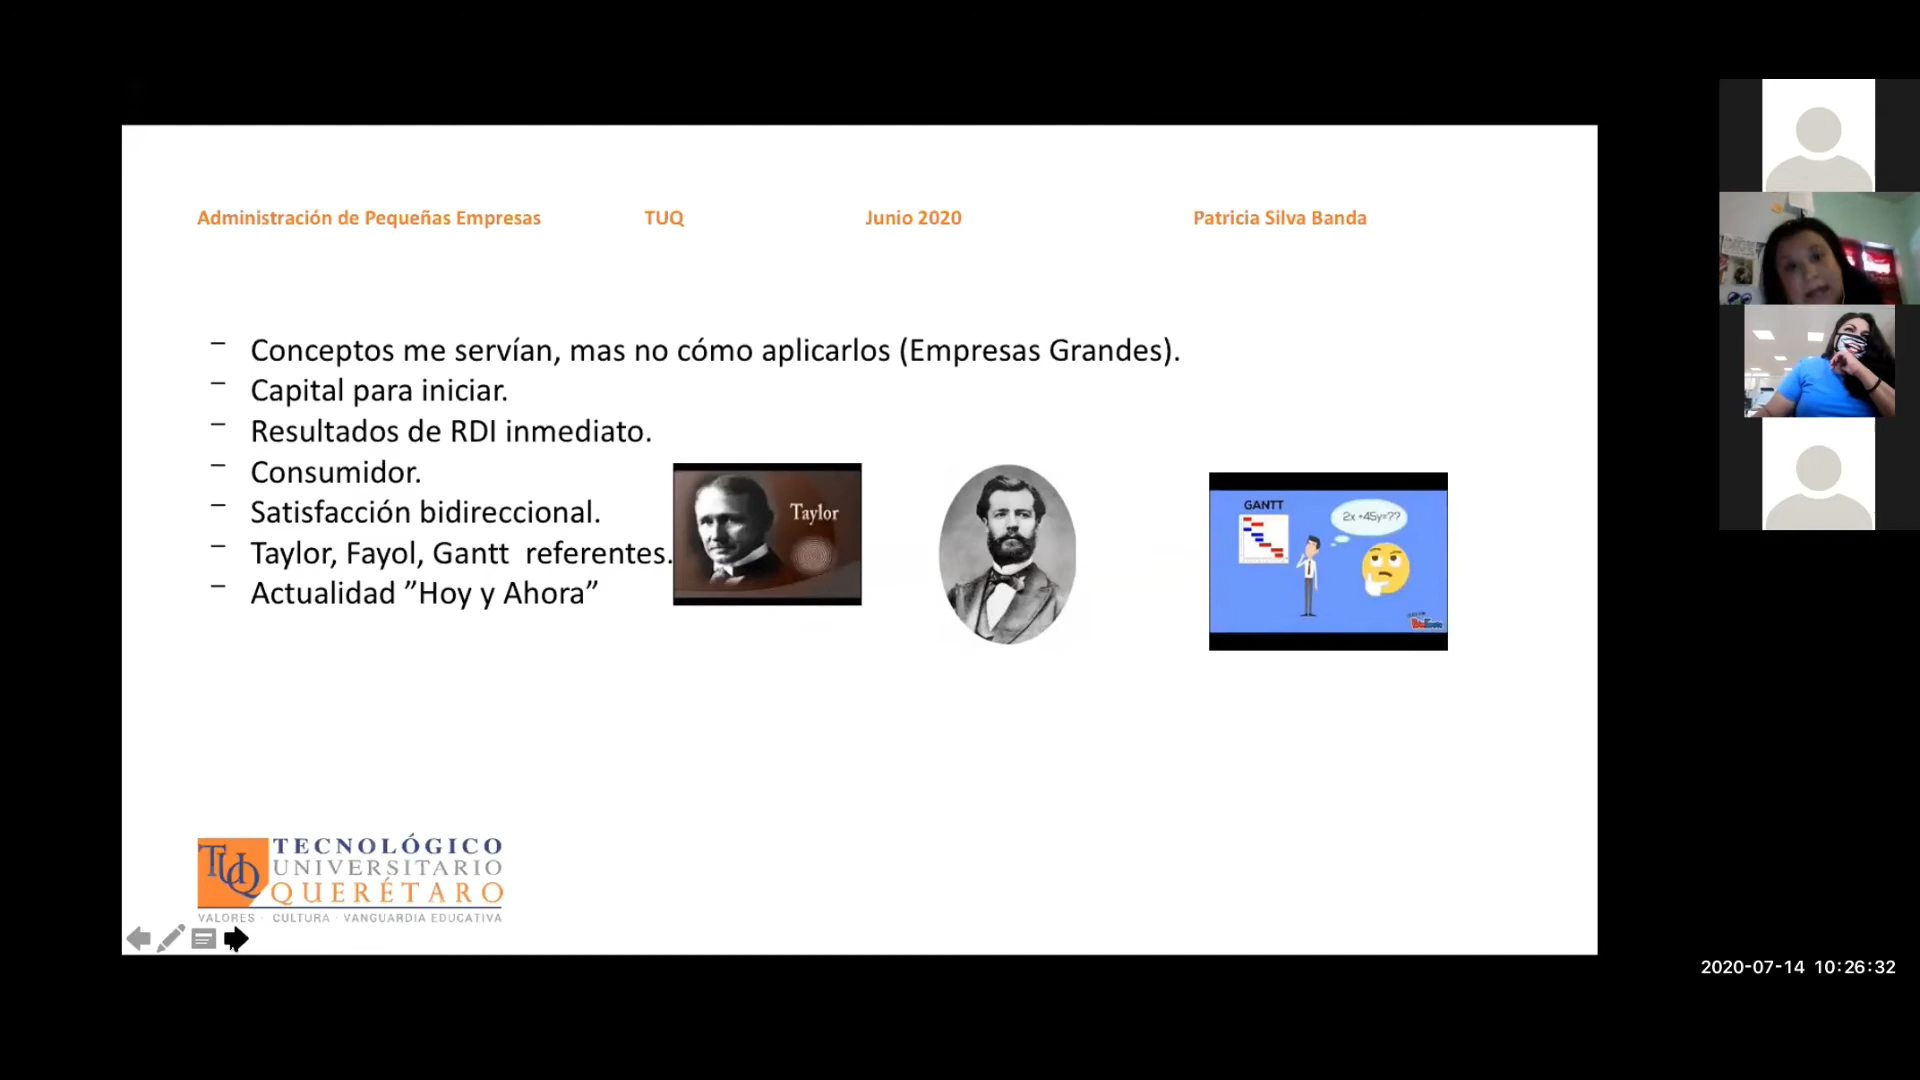 Administración de Pequeñas Empresas TUQ Junio 2020 Patricia Silva Banda
– Conceptos me servían, mas no cómo aplicarlos (Empresas Grandes).
– Capital para iniciar.
– Resultados de RDI inmediato.
– Consumidor.
– Satisfacción bidireccional.
– Taylor, Fayol, Gantt referentes.
– Actualidad ”Hoy y Ahora”
Taylor
GANTT
2x +45y=??
TUQ
TECNOLÓGICO
UNIVERSITARIO
QUERÉTARO
VALORES · CULTURA · VANGUARDIA EDUCATIVA
2020-07-14 10:26:32